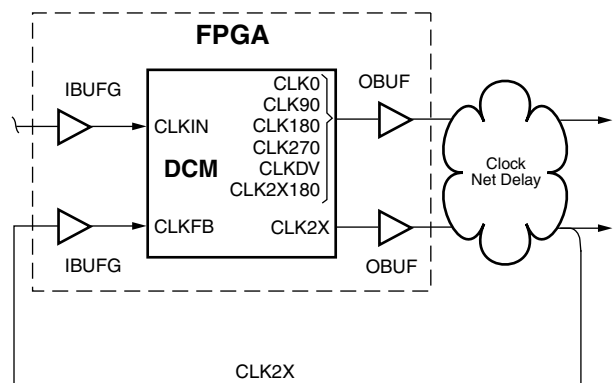 FPGA
IBUFG
CLKIN
DCM
CLK0
CLK90
CLK180
CLK270
CLKDV
CLK2X180
OBUF
Clock
Net Delay
CLKFB
IBUFG
CLK2X
OBUF
CLK2X